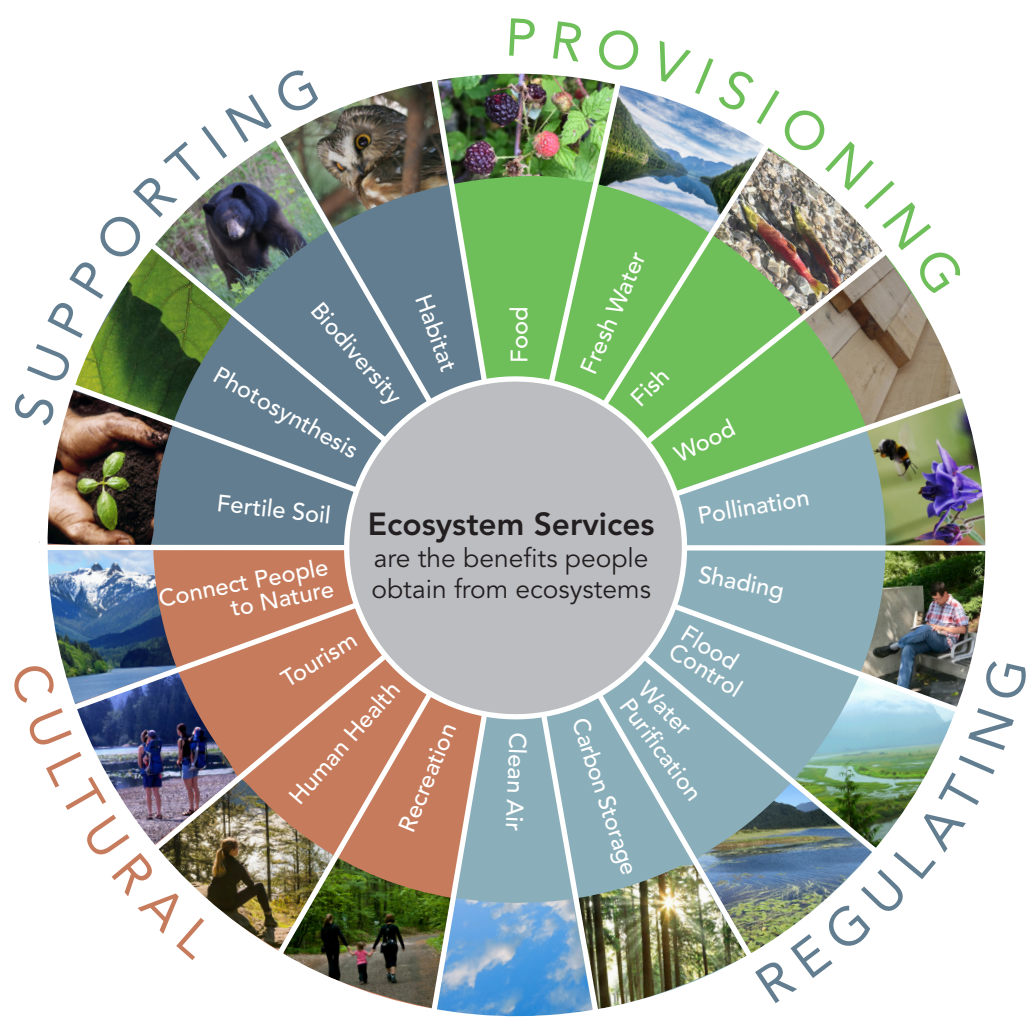 PROVISIONING
SUPPORTING
Habitat
Food
Fresh Water
Biodiversity
Fish
Photosynthesis
Wood
Fertile Soil
Pollination
Ecosystem Services
are the benefits people
obtain from ecosystems
Connect People
to Nature
Shading
Tourism
Flood
Control
Human Health
Water
Purification
Recreation
Clean Air
Carbon Storage
CULTURAL
REGULATING